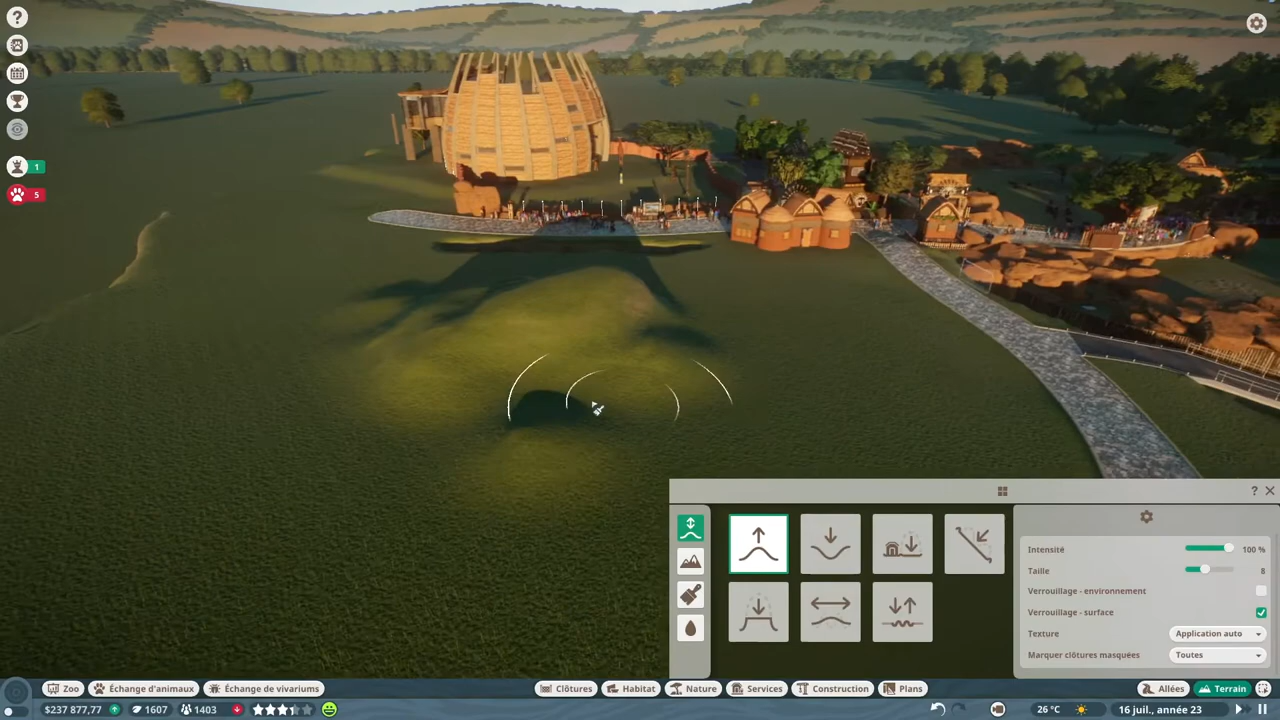 ?
1
5
? ✕
Intensité 100 %
Taille 8
Verrouillage - environnement
Verrouillage - surface
Texture Application auto
Marquer clôtures masquées Toutes
Zoo Échange d'animaux Échange de vivariums Clôtures Habitat Nature Services Construction Plans Allées Terrain
$237 877,77 1607 1403 26 °C 16 juil., année 23